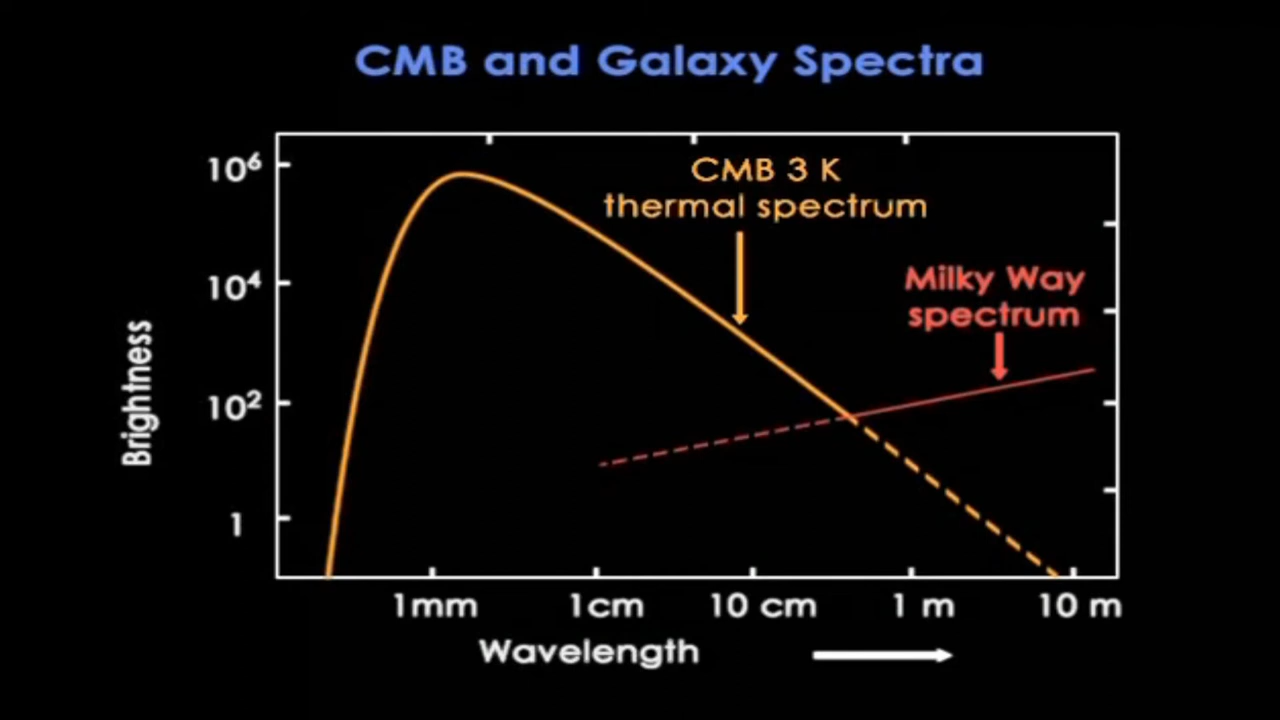 CMB and Galaxy Spectra
10⁶
CMB 3 K
thermal spectrum
10⁴
Milky Way
spectrum
Brightness
10²
1
1mm
1cm
10 cm
1 m
10 m
Wavelength